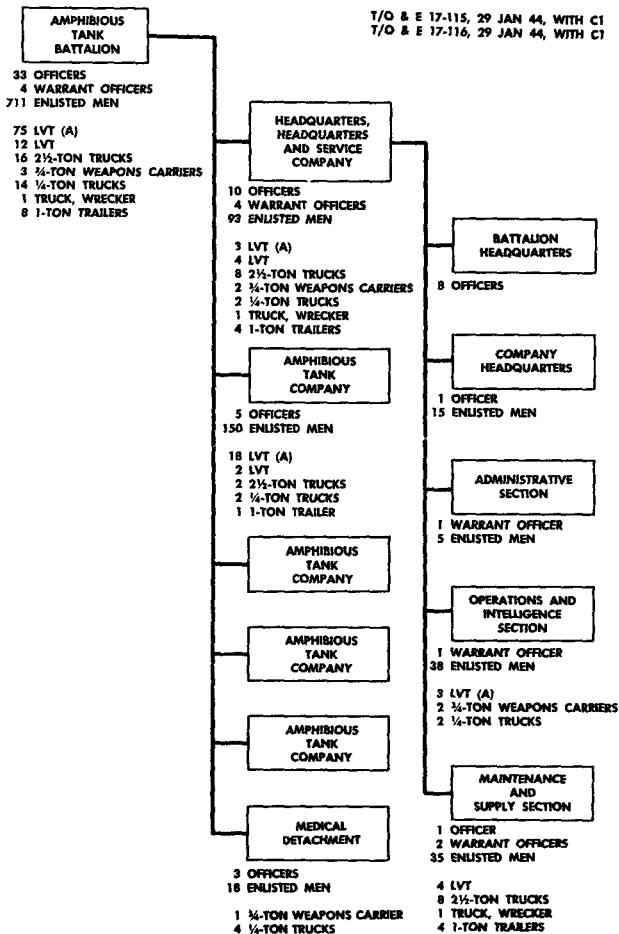 AMPHIBIOUS
TANK
BATTALION
T/O & E 17-115, 29 JAN 44, WITH C1
T/O & E 17-116, 29 JAN 44, WITH C1
33 OFFICERS
4 WARRANT OFFICERS
711 ENLISTED MEN
75 LVT (A)
12 LVT
16 2½-TON TRUCKS
3 ¾-TON WEAPONS CARRIERS
14 ¼-TON TRUCKS
1 TRUCK, WRECKER
8 1-TON TRAILERS
HEADQUARTERS,
HEADQUARTERS
AND SERVICE
COMPANY
10 OFFICERS
4 WARRANT OFFICERS
93 ENLISTED MEN
3 LVT (A)
4 LVT
8 2½-TON TRUCKS
2 ¾-TON WEAPONS CARRIERS
2 ¼-TON TRUCKS
1 TRUCK, WRECKER
4 1-TON TRAILERS
AMPHIBIOUS
TANK
COMPANY
5 OFFICERS
150 ENLISTED MEN
18 LVT (A)
2 LVT
2 2½-TON TRUCKS
2 ¼-TON TRUCKS
1 1-TON TRAILER
AMPHIBIOUS
TANK
COMPANY
AMPHIBIOUS
TANK
COMPANY
AMPHIBIOUS
TANK
COMPANY
MEDICAL
DETACHMENT
3 OFFICERS
18 ENLISTED MEN
1 ¾-TON WEAPONS CARRIER
4 ¼-TON TRUCKS
BATTALION
HEADQUARTERS
8 OFFICERS
COMPANY
HEADQUARTERS
1 OFFICER
15 ENLISTED MEN
ADMINISTRATIVE
SECTION
1 WARRANT OFFICER
5 ENLISTED MEN
OPERATIONS AND
INTELLIGENCE
SECTION
1 WARRANT OFFICER
38 ENLISTED MEN
3 LVT (A)
2 ¾-TON WEAPONS CARRIERS
2 ¼-TON TRUCKS
MAINTENANCE
AND
SUPPLY SECTION
1 OFFICER
2 WARRANT OFFICERS
35 ENLISTED MEN
4 LVT
8 2½-TON TRUCKS
1 TRUCK, WRECKER
4 1-TON TRAILERS